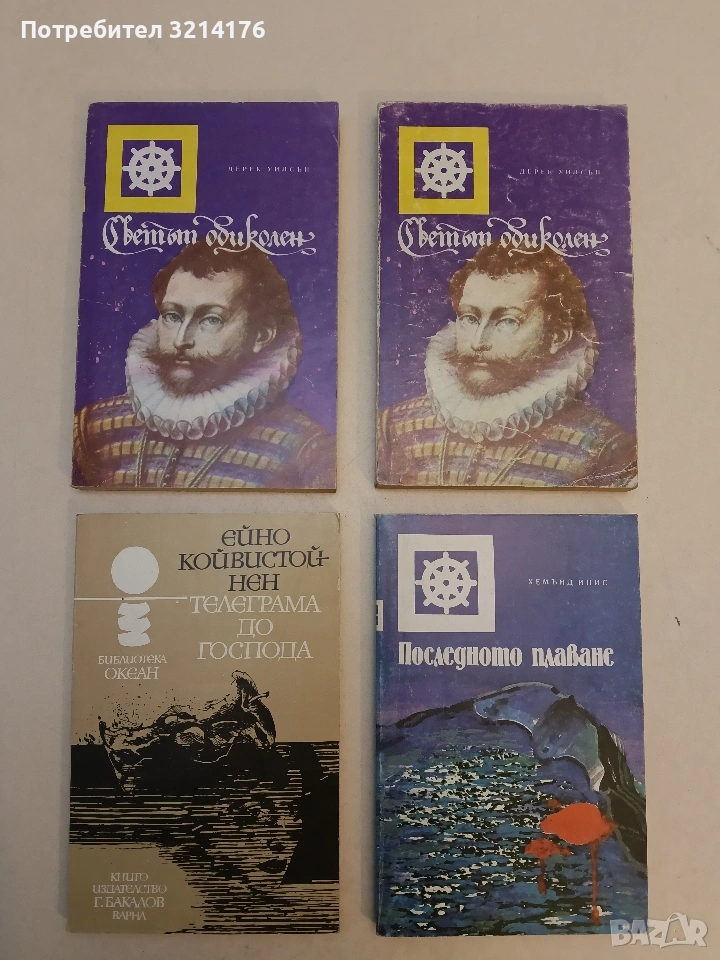 Потребител 3214176
ДЕРЕК УИЛСЪН
Светът обиколен
ДЕРЕК УИЛСЪН
Светът обиколен
ЕЙНО
КОЙВИСТОЙ-
НЕН
ТЕЛЕГРАМА
ДО
ГОСПОДА
БИБЛИОТЕКА
ОКЕАН
КНИГО
ИЗДАТЕЛСТВО
Г. БАКАЛОВ
ВАРНА
ХЕМЪНД ИНИС
Последното плаване
BAZAR